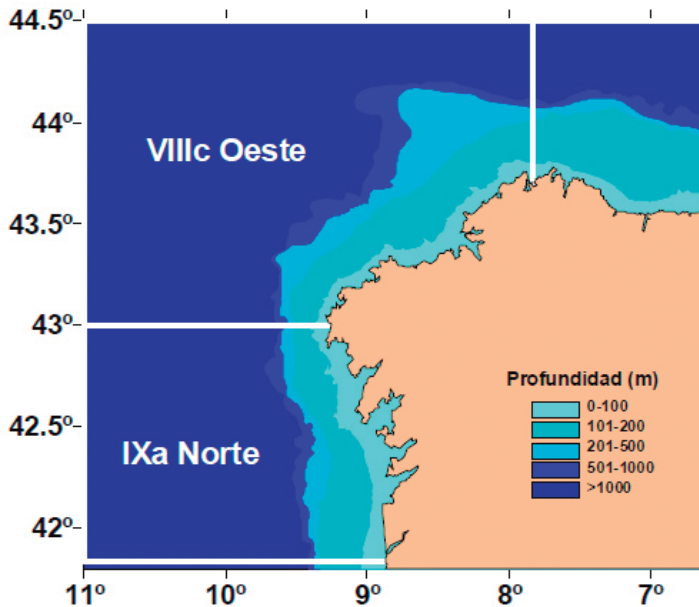 44.5º
44º
VIIIc Oeste
43.5º
43º
Profundidad (m)
0-100
101-200
201-500
501-1000
>1000
42.5º
IXa Norte
42º
11º 10º 9º 8º 7º